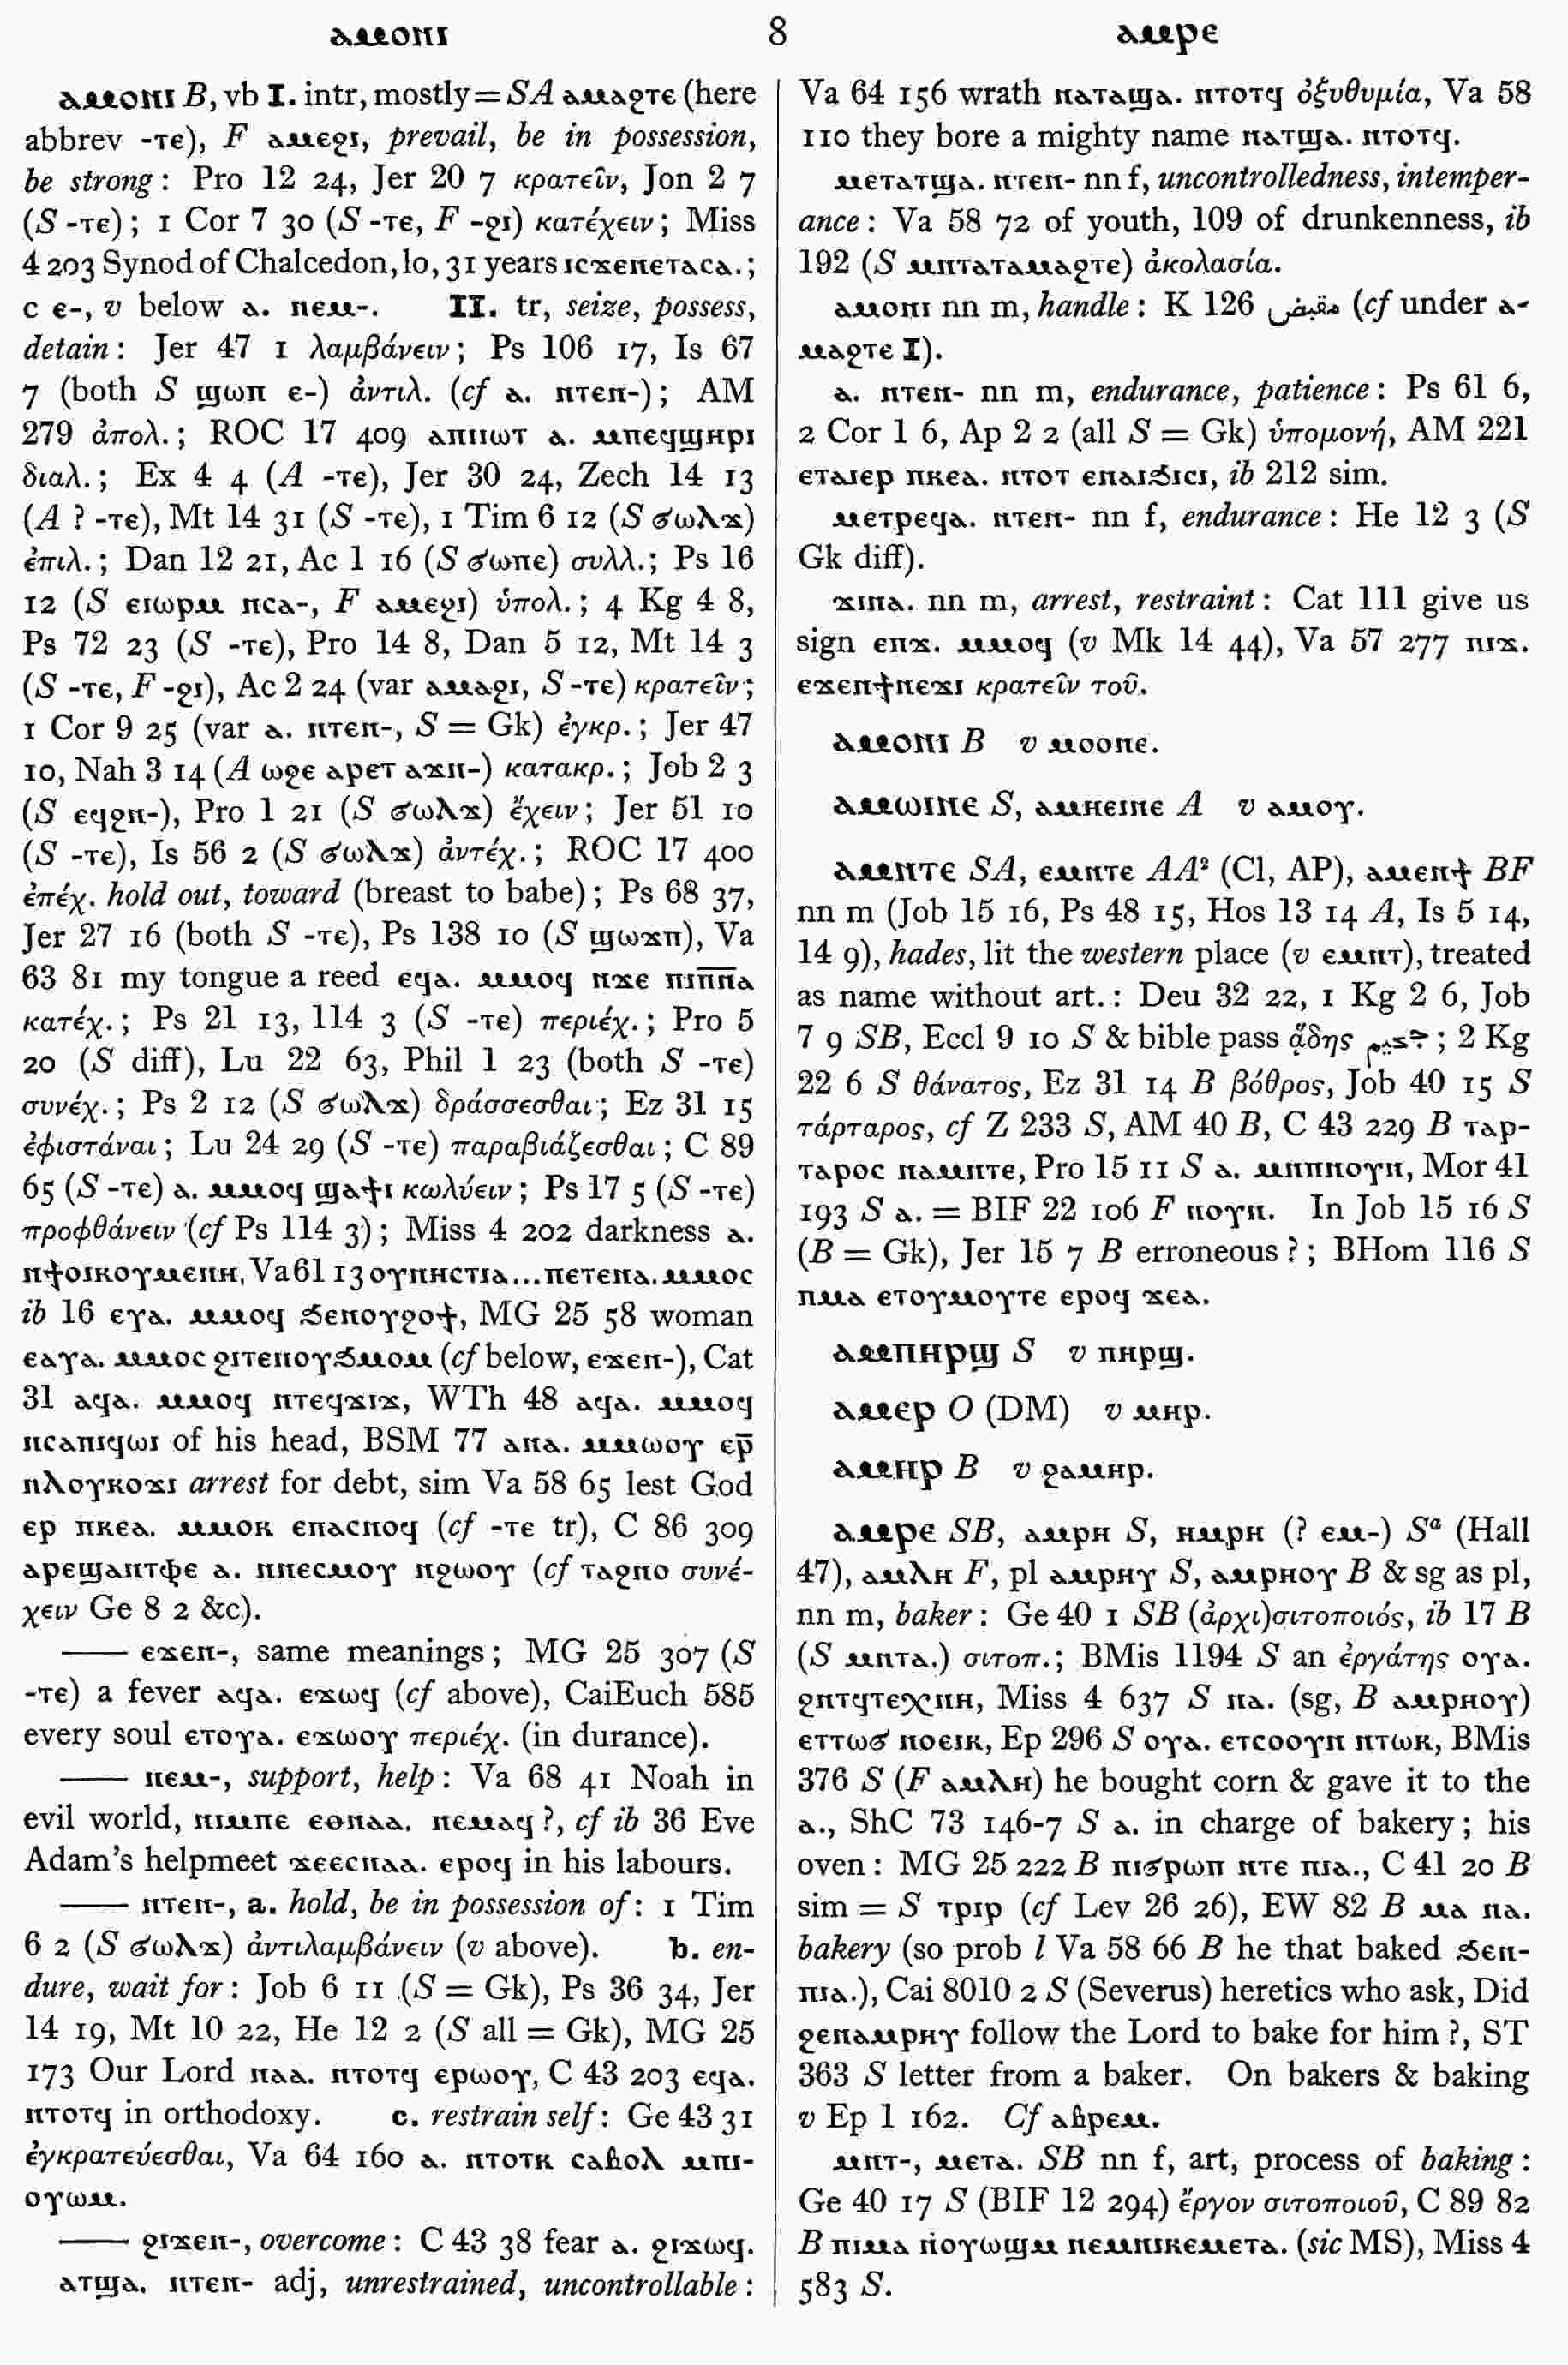 ⲁⲙⲟⲛⲓ 8 ⲁⲙⲣⲉ
ⲁⲙⲟⲛⲓ B, vb I. intr, mostly = SA ⲁⲙⲁϩⲧⲉ (here
abbrev -ⲧⲉ), F ⲁⲙⲉϩⲓ, prevail, be in possession,
be strong: Pro 12 24, Jer 20 7 κρατεῖν, Jon 2 7
(S -ⲧⲉ); 1 Cor 7 30 (S -ⲧⲉ, F -ϩⲓ) κατέχειν; Miss
4 203 Synod of Chalcedon, lo, 31 years ⲓⲥϫⲉⲛⲉⲧⲁⲥⲁ.;
c ⲉ-, v below ⲁ. ⲛⲉⲙ-. II. tr, seize, possess,
detain: Jer 47 1 λαμβάνειν; Ps 106 17, Is 67
7 (both S ϣⲱⲡ ⲉ-) ἀντιλ. (cf ⲁ. ⲛⲧⲉⲛ-); AM
279 ἀπολ.; ROC 17 409 ⲁⲡⲓⲱⲧ ⲁ. ⲙⲡⲉϥϣⲏⲣⲓ
διαλ.; Ex 4 4 (A -ⲧⲉ), Jer 30 24, Zech 14 13
(A ? -ⲧⲉ), Mt 14 31 (S -ⲧⲉ), 1 Tim 6 12 (S ϭⲱⲗϫ)
ἐπιλ.; Dan 12 21, Ac 1 16 (S ϭⲱⲡⲉ) συλλ.; Ps 16
12 (S ⲉⲓⲱⲣⲙ ⲛⲥⲁ-, F ⲁⲙⲉϩⲓ) ὑπολ.; 4 Kg 4 8,
Ps 72 23 (S -ⲧⲉ), Pro 14 8, Dan 5 12, Mt 14 3
(S -ⲧⲉ, F -ϩⲓ), Ac 2 24 (var ⲁⲙⲁϩⲓ, S -ⲧⲉ) κρατεῖν;
1 Cor 9 25 (var ⲁ. ⲛⲧⲉⲛ-, S = Gk) ἐγκρ.; Jer 47
10, Nah 3 14 (A ⲱϩⲉ ⲁⲣⲉⲧ ⲁϫⲛ-) κατακρ.; Job 2 3
(S ⲉϥϩⲛ-), Pro 1 21 (S ϭⲱⲗϫ) ἔχειν; Jer 51 10
(S -ⲧⲉ), Is 56 2 (S ϭⲱⲗϫ) ἀντέχ.; ROC 17 400
ἐπέχ. hold out, toward (breast to babe); Ps 68 37,
Jer 27 16 (both S -ⲧⲉ), Ps 138 10 (S ϣⲱϫⲡ), Va
63 81 my tongue a reed ⲉϥⲁ. ⲙⲙⲟϥ ⲛϫⲉ ⲡⲓⲡ̅ⲛ̅ⲁ̅
κατέχ.; Ps 21 13, 114 3 (S -ⲧⲉ) περιέχ.; Pro 5
20 (S diff), Lu 22 63, Phil 1 23 (both S -ⲧⲉ)
συνέχ.; Ps 2 12 (S ϭⲱⲗϫ) δράσσεσθαι; Ez 31 15
ἐφιστάναι; Lu 24 29 (S -ⲧⲉ) παραβιάζεσθαι; C 89
65 (S -ⲧⲉ) ⲁ. ⲙⲙⲟϥ ϣⲁϯⲓ κωλύειν; Ps 17 5 (S -ⲧⲉ)
προφθάνειν (cf Ps 114 3); Miss 4 202 darkness ⲁ.
ⲛϯⲟⲓⲕⲟⲩⲙⲉⲛⲏ, Va 61 13 ⲟⲩⲛⲏⲥⲧⲓⲁ...ⲡⲉⲧⲉⲛⲁ. ⲙⲙⲟⲥ
ib 16 ⲉⲩⲁ. ⲙⲙⲟϥ ϧⲉⲛⲟⲩϩⲟϯ, MG 25 58 woman
ⲉⲁⲩⲁ. ⲙⲙⲟⲥ ϩⲓⲧⲉⲛⲟⲩϧⲙⲟⲙ (cf below, ⲉϫⲉⲛ-), Cat
31 ⲁϥⲁ. ⲙⲙⲟϥ ⲛⲧⲉϥϫⲓϫ, WTh 48 ⲁϥⲁ. ⲙⲙⲟϥ
ⲛⲥⲁⲡⲓϥⲱⲓ of his head, BSM 77 ⲁⲛⲁ. ⲙⲙⲱⲟⲩ ⲉⲣ̅
ⲡⲗⲟⲩⲕⲟϫⲓ arrest for debt, sim Va 58 65 lest God
ⲉⲣ ⲡⲕⲉⲁ. ⲙⲙⲟⲕ ⲉⲡⲁⲥⲛⲟϥ (cf -ⲧⲉ tr), C 86 309
ⲁⲣⲉϣⲁⲛⲧⲫⲉ ⲁ. ⲛⲛⲉⲥⲙⲟⲩ ⲛϩⲱⲟⲩ (cf ⲧⲁϩⲛⲟ συνέ-
χειν Ge 8 2 &c).
—— ⲉϫⲉⲛ-, same meanings; MG 25 307 (S
-ⲧⲉ) a fever ⲁϥⲁ. ⲉϫⲱϥ (cf above), CaiEuch 585
every soul ⲉⲧⲟⲩⲁ. ⲉϫⲱⲟⲩ περιέχ. (in durance).
—— ⲛⲉⲙ-, support, help: Va 68 41 Noah in
evil world, ⲛⲓⲙⲡⲉ ⲉⲑⲛⲁⲁ. ⲛⲉⲙⲁϥ ?, cf ib 36 Eve
Adam's helpmeet ϫⲉⲉⲥⲛⲁⲁ. ⲉⲣⲟϥ in his labours.
—— ⲛⲧⲉⲛ-, a. hold, be in possession of: 1 Tim
6 2 (S ϭⲱⲗϫ) ἀντιλαμβάνειν (v above). b. en-
dure, wait for: Job 6 11 (S = Gk), Ps 36 34, Jer
14 19, Mt 10 22, He 12 2 (S all = Gk), MG 25
173 Our Lord ⲛⲁⲁ. ⲛⲧⲟⲧϥ ⲉⲣⲱⲟⲩ, C 43 203 ⲉϥⲁ.
ⲛⲧⲟⲧϥ in orthodoxy. c. restrain self: Ge 43 31
ἐγκρατεύεσθαι, Va 64 160 ⲁ. ⲛⲧⲟⲧⲕ ⲥⲁⲃⲟⲗ ⲙⲡⲓ-
ⲟⲩⲱⲙ.
—— ϩⲓϫⲉⲛ-, overcome: C 43 38 fear ⲁ. ϩⲓϫⲱϥ.
ⲁⲧϣⲁ. ⲛⲧⲉⲛ- adj, unrestrained, uncontrollable:
Va 64 156 wrath ⲛⲁⲧⲁϣⲁ. ⲛⲧⲟⲧϥ ὀξυθυμία, Va 58
110 they bore a mighty name ⲛⲁⲧϣⲁ. ⲛⲧⲟⲧϥ.
ⲙⲉⲧⲁⲧϣⲁ. ⲛⲧⲉⲛ- nn f, uncontrolledness, intemper-
ance: Va 58 72 of youth, 109 of drunkenness, ib
192 (S ⲙⲛⲧⲁⲧⲁⲙⲁϩⲧⲉ) ἀκολασία.
ⲁⲙⲟⲛⲓ nn m, handle: K 126 مقبض (cf under ⲁ-
ⲙⲁϩⲧⲉ I).
ⲁ. ⲛⲧⲉⲛ- nn m, endurance, patience: Ps 61 6,
2 Cor 1 6, Ap 2 2 (all S = Gk) ὑπομονή, AM 221
ⲉⲧⲁⲓⲉⲣ ⲡⲕⲉⲁ. ⲛⲧⲟⲧ ⲉⲛⲁⲓϧⲓⲥⲓ, ib 212 sim.
ⲙⲉⲧⲣⲉϥⲁ. ⲛⲧⲉⲛ- nn f, endurance: He 12 3 (S
Gk diff).
ϫⲓⲛⲁ. nn m, arrest, restraint: Cat 111 give us
sign ⲉⲡϫ. ⲙⲙⲟϥ (v Mk 14 44), Va 57 277 ⲡⲓϫ.
ⲉϫⲉⲛϯⲛⲉϫⲓ κρατεῖν τοῦ.
ⲁⲙⲟⲛⲓ B v ⲙⲟⲟⲛⲉ.
ⲁⲙⲱⲓⲛⲉ S, ⲁⲙⲏⲉⲓⲛⲉ A v ⲁⲙⲟⲩ.
ⲁⲙⲛⲧⲉ SA, ⲉⲙⲛⲧⲉ AA² (Cl, AP), ⲁⲙⲉⲛϯ BF
nn m (Job 15 16, Ps 48 15, Hos 13 14 A, Is 5 14,
14 9), hades, lit the western place (v ⲉⲙⲛⲧ), treated
as name without art.: Deu 32 22, 1 Kg 2 6, Job
7 9 SB, Eccl 9 10 S & bible pass ᾅδης جحيم; 2 Kg
22 6 S θάνατος, Ez 31 14 B βόθρος, Job 40 15 S
τάρταρος, cf Z 233 S, AM 40 B, C 43 229 B ⲧⲁⲣ-
ⲧⲁⲣⲟⲥ ⲛⲁⲙⲛⲧⲉ, Pro 15 11 S ⲁ. ⲙⲛⲡⲛⲟⲩⲛ, Mor 41
193 S ⲁ. = BIF 22 106 F ⲛⲟⲩⲛ. In Job 15 16 S
(B = Gk), Jer 15 7 B erroneous ?; BHom 116 S
ⲡⲙⲁ ⲉⲧⲟⲩⲙⲟⲩⲧⲉ ⲉⲣⲟϥ ϫⲉⲁ.
ⲁⲙⲡⲏⲣϣ S v ⲡⲏⲣϣ.
ⲁⲙⲉⲣ O (DM) v ⲙⲏⲣ.
ⲁⲙⲏⲣ B v ϩⲁⲙⲏⲣ.
ⲁⲙⲣⲉ SB, ⲁⲙⲣⲏ S, ⲏⲙⲣⲏ (? ⲉⲙ-) Sᵃ (Hall
47), ⲁⲙⲗⲏ F, pl ⲁⲙⲣⲏⲩ S, ⲁⲙⲣⲏⲟⲩ B & sg as pl,
nn m, baker: Ge 40 1 SB (ἀρχι)σιτοποιός, ib 17 B
(S ⲙⲛⲧⲁ.) σιτοπ.; BMis 1194 S an ἐργάτης ⲟⲩⲁ.
ϩⲛⲧϥⲧⲉⲭⲛⲏ, Miss 4 637 S ⲛⲁ. (sg, B ⲁⲙⲣⲏⲟⲩ)
ⲉⲧⲧⲱϭ ⲛⲟⲉⲓⲕ, Ep 296 S ⲟⲩⲁ. ⲉⲧⲥⲟⲟⲩⲛ ⲛⲧⲱⲕ, BMis
376 S (F ⲁⲙⲗⲏ) he bought corn & gave it to the
ⲁ., ShC 73 146-7 S ⲁ. in charge of bakery; his
oven: MG 25 222 B ⲡⲓϭⲣⲱⲡ ⲛⲧⲉ ⲡⲓⲁ., C 41 20 B
sim = S ⲧⲣⲓⲣ (cf Lev 26 26), EW 82 B ⲙⲁ ⲛⲁ.
bakery (so prob l Va 58 66 B he that baked ϧⲉⲛ-
ⲡⲓⲁ.), Cai 8010 2 S (Severus) heretics who ask, Did
ϩⲉⲛⲁⲙⲣⲏⲩ follow the Lord to bake for him ?, ST
363 S letter from a baker. On bakers & baking
v Ep 1 162. Cf ⲁⲃⲣⲉⲙ.
ⲙⲛⲧ-, ⲙⲉⲧⲁ. SB nn f, art, process of baking:
Ge 40 17 S (BIF 12 294) ἔργον σιτοποιοῦ, C 89 82
B ⲡⲓⲙⲁ ⲛ̇ⲟⲩⲱϣⲙ ⲛⲉⲙⲡⲓⲕⲉⲙⲉⲧⲁ. (sic MS), Miss 4
583 S.